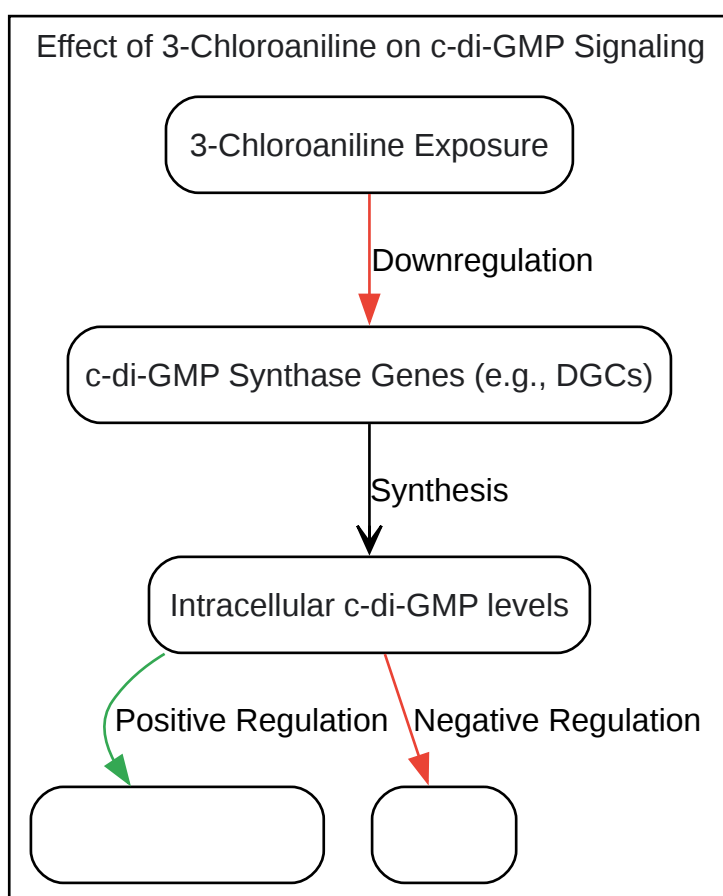 Effect of 3-Chloroaniline on c-di-GMP Signaling
3-Chloroaniline Exposure
Downregulation
c-di-GMP Synthase Genes (e.g., DGCs)
Synthesis
Intracellular c-di-GMP levels
Positive Regulation
Negative Regulation